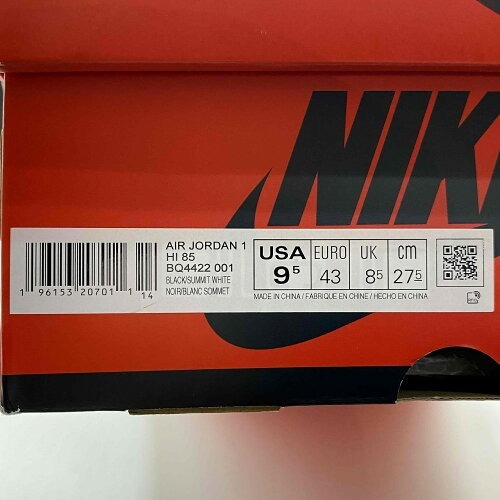 NIKE
AIR JORDAN 1
HI 85
BQ4422 001
BLACK/SUMMIT WHITE
NOIR/BLANC SOMMET
1 96153 20701 1 14
USA EURO UK cm
9⁵ 43 8⁵ 27⁵
MADE IN CHINA / FABRIQUE EN CHINE / HECHO EN CHINA